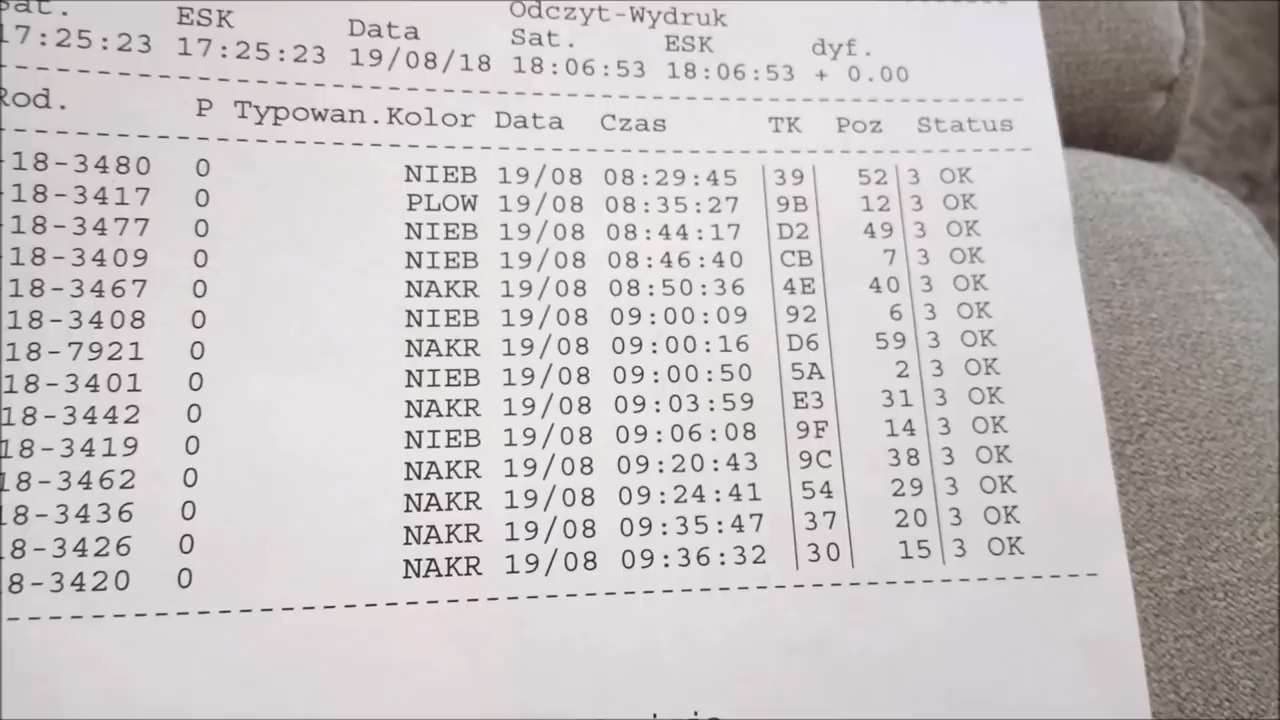 Sat. ESK Data Odczyt-Wydruk
17:25:23 17:25:23 19/08/18 Sat. ESK dyf.
18:06:53 18:06:53 + 0.00
Rod. P Typowan.Kolor Data Czas TK Poz Status
-18-3480 0 NIEB 19/08 08:29:45 39 52 3 OK
-18-3417 0 PLOW 19/08 08:35:27 9B 12 3 OK
-18-3477 0 NIEB 19/08 08:44:17 D2 49 3 OK
-18-3409 0 NIEB 19/08 08:46:40 CB 7 3 OK
18-3467 0 NAKR 19/08 08:50:36 4E 40 3 OK
18-3408 0 NIEB 19/08 09:00:09 92 6 3 OK
18-7921 0 NAKR 19/08 09:00:16 D6 59 3 OK
18-3401 0 NIEB 19/08 09:00:50 5A 2 3 OK
18-3442 0 NAKR 19/08 09:03:59 E3 31 3 OK
18-3419 0 NIEB 19/08 09:06:08 9F 14 3 OK
18-3462 0 NAKR 19/08 09:20:43 9C 38 3 OK
18-3436 0 NAKR 19/08 09:24:41 54 29 3 OK
8-3426 0 NAKR 19/08 09:35:47 37 20 3 OK
8-3420 0 NAKR 19/08 09:36:32 30 15 3 OK